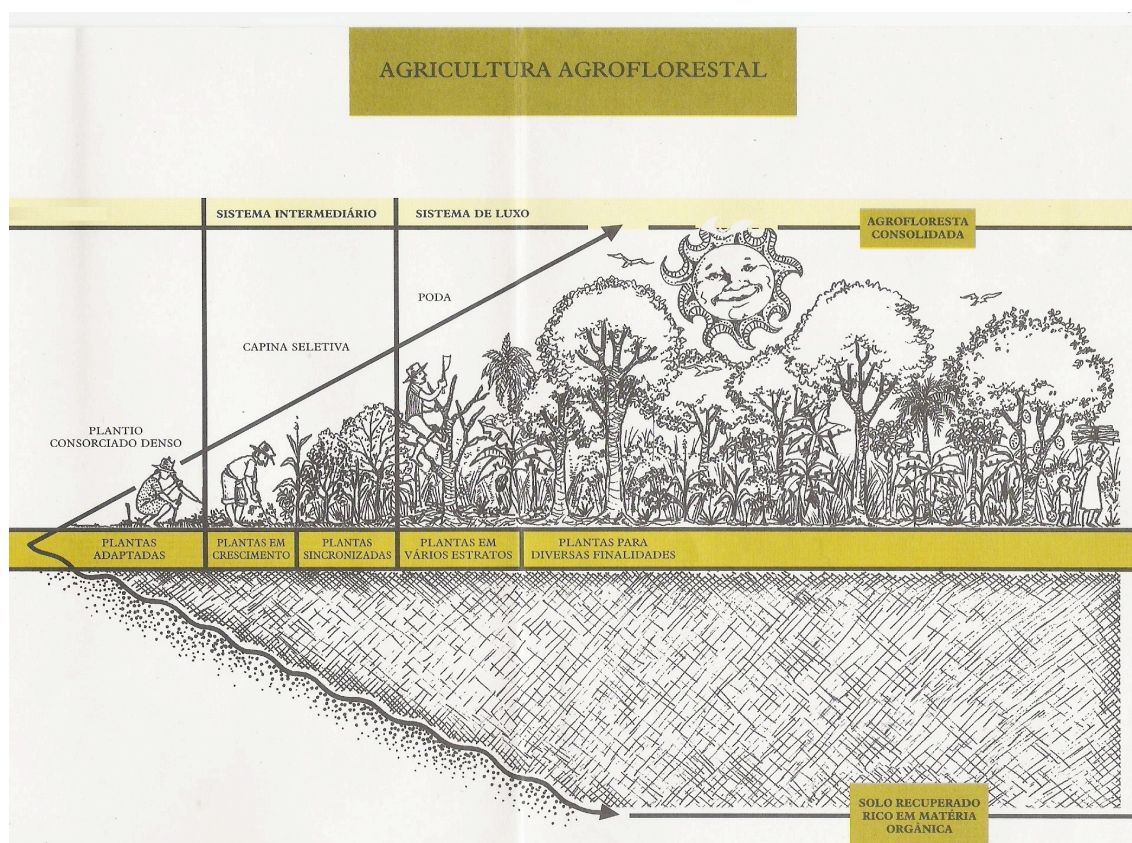 AGRICULTURA AGROFLORESTAL
SISTEMA INTERMEDIÁRIO
SISTEMA DE LUXO
AGROFLORESTA
CONSOLIDADA
PODA
CAPINA SELETIVA
PLANTIO
CONSORCIADO DENSO
PLANTAS
ADAPTADAS
PLANTAS EM
CRESCIMENTO
PLANTAS
SINCRONIZADAS
PLANTAS EM
VÁRIOS ESTRATOS
PLANTAS PARA
DIVERSAS FINALIDADES
SOLO RECUPERADO
RICO EM MATÉRIA
ORGÂNICA